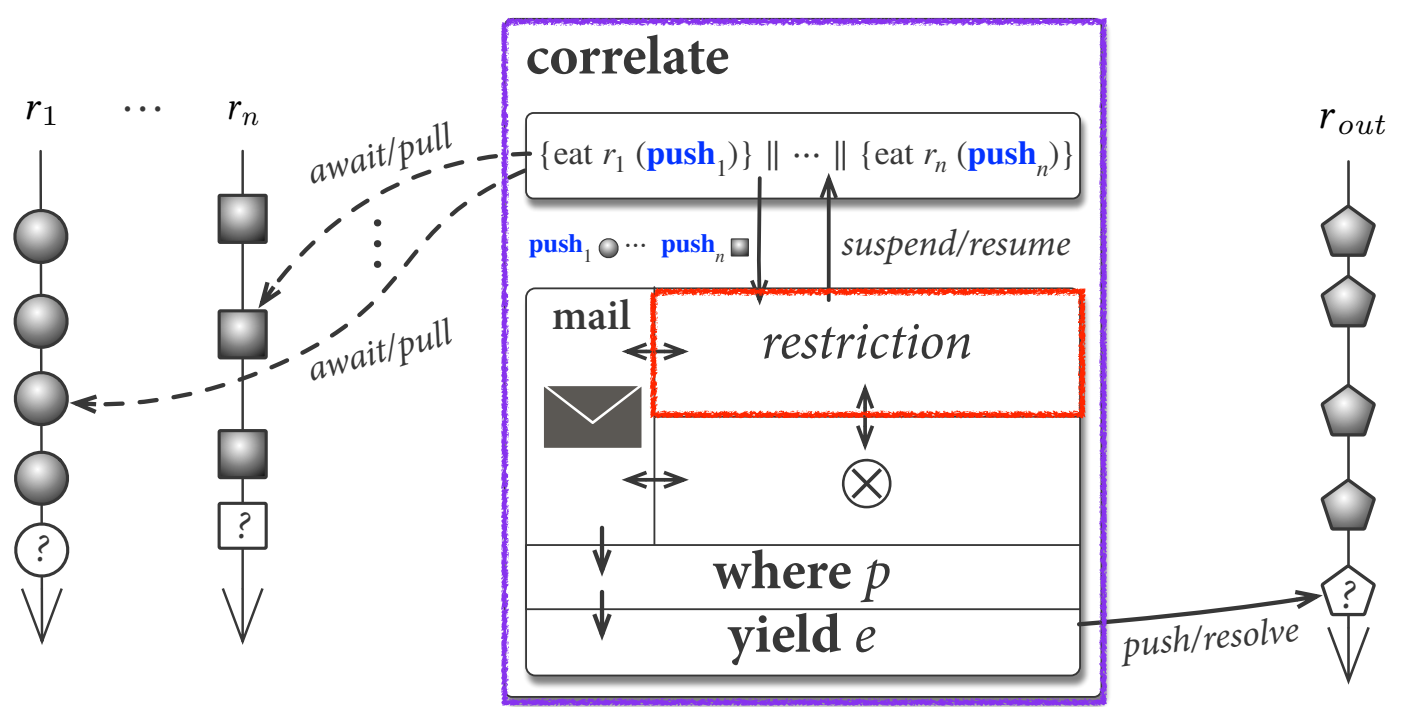 correlate
r1 ⋯ rn
rout
await/pull
{eat r1 (push1)} || ⋯ || {eat rn (pushn)}
push1 ⋯ pushn
suspend/resume
mail
restriction
await/pull
?
?
where p
?
yield e
push/resolve